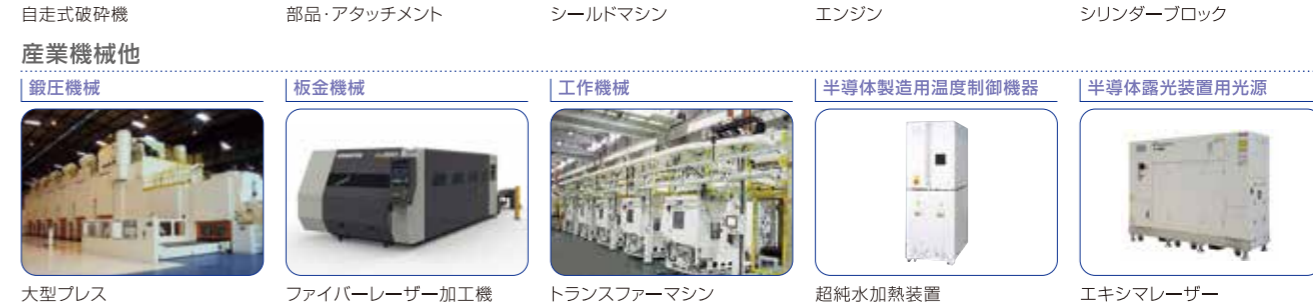 自走式破砕機 部品・アタッチメント シールドマシン エンジン シリンダーブロック
産業機械他
鍛圧機械 板金機械 工作機械 半導体製造用温度制御機器 半導体露光装置用光源
大型プレス ファイバーレーザー加工機 トランスファーマシン 超純水加熱装置 エキシマレーザー